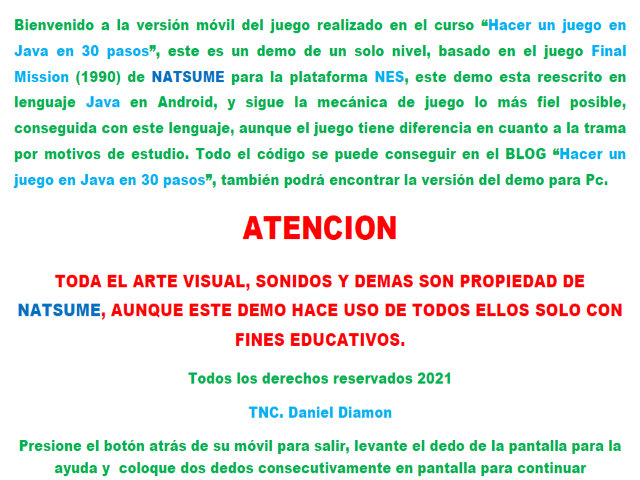 Bienvenido a la versión móvil del juego realizado en el curso “Hacer un juego en
Java en 30 pasos”, este es un demo de un solo nivel, basado en el juego Final
Mission (1990) de NATSUME para la plataforma NES, este demo esta reescrito en
lenguaje Java en Android, y sigue la mecánica de juego lo más fiel posible,
conseguida con este lenguaje, aunque el juego tiene diferencia en cuanto a la trama
por motivos de estudio. Todo el código se puede conseguir en el BLOG “Hacer un
juego en Java en 30 pasos”, también podrá encontrar la versión del demo para Pc.
ATENCION
TODA EL ARTE VISUAL, SONIDOS Y DEMAS SON PROPIEDAD DE
NATSUME, AUNQUE ESTE DEMO HACE USO DE TODOS ELLOS SOLO CON
FINES EDUCATIVOS.
Todos los derechos reservados 2021
TNC. Daniel Diamon
Presione el botón atrás de su móvil para salir, levante el dedo de la pantalla para la
ayuda y  coloque dos dedos consecutivamente en pantalla para continuar